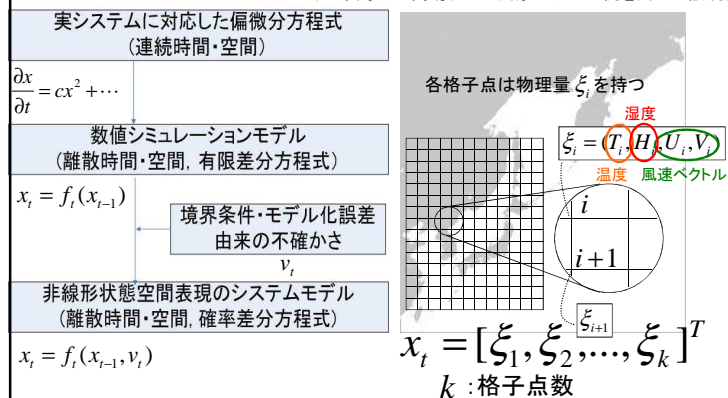 実システムに対応した偏微分方程式
(連続時間・空間)
∂x/∂t = cx² + ⋯
数値シミュレーションモデル
(離散時間・空間, 有限差分方程式)
x_t = f_t(x_{t-1})
境界条件・モデル化誤差
由来の不確かさ
v_t
非線形状態空間表現のシステムモデル
(離散時間・空間, 確率差分方程式)
x_t = f_t(x_{t-1}, v_t)
各格子点は物理量 ξ_i を持つ
湿度
ξ_i = (T_i, H_i, U_i, V_i)
温度 風速ベクトル
i
i+1
ξ_{i+1}
x_t = [ξ_1, ξ_2, ..., ξ_k]^T
k :格子点数